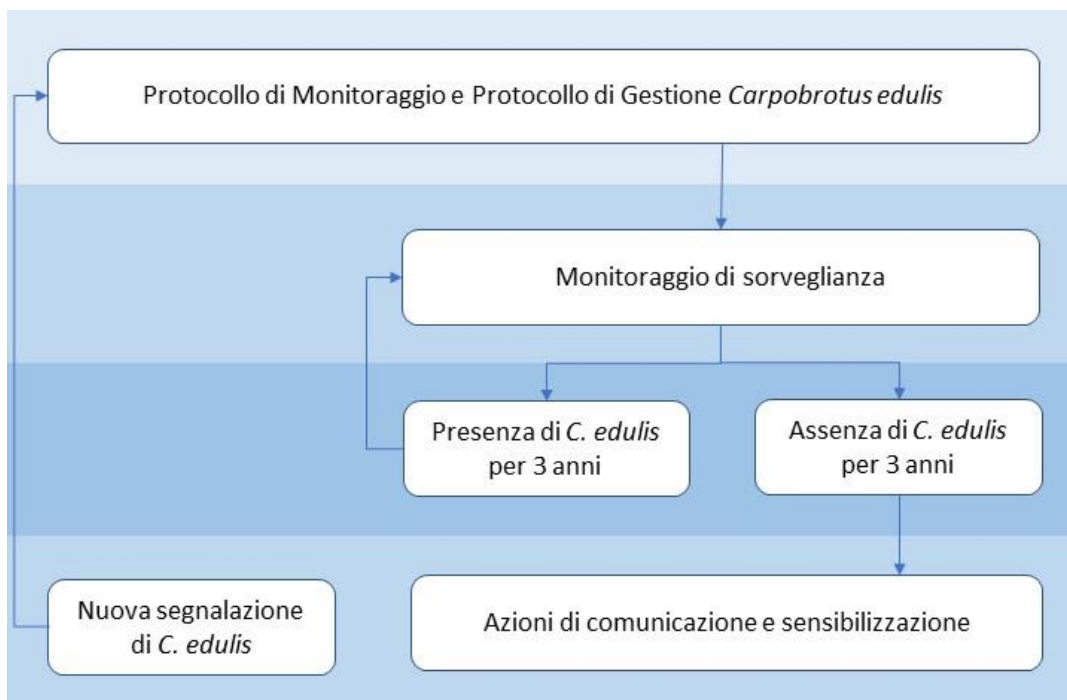 Protocollo di Monitoraggio e Protocollo di Gestione Carpobrotus edulis
Monitoraggio di sorveglianza
Presenza di C. edulis
per 3 anni
Assenza di C. edulis
per 3 anni
Nuova segnalazione
di C. edulis
Azioni di comunicazione e sensibilizzazione